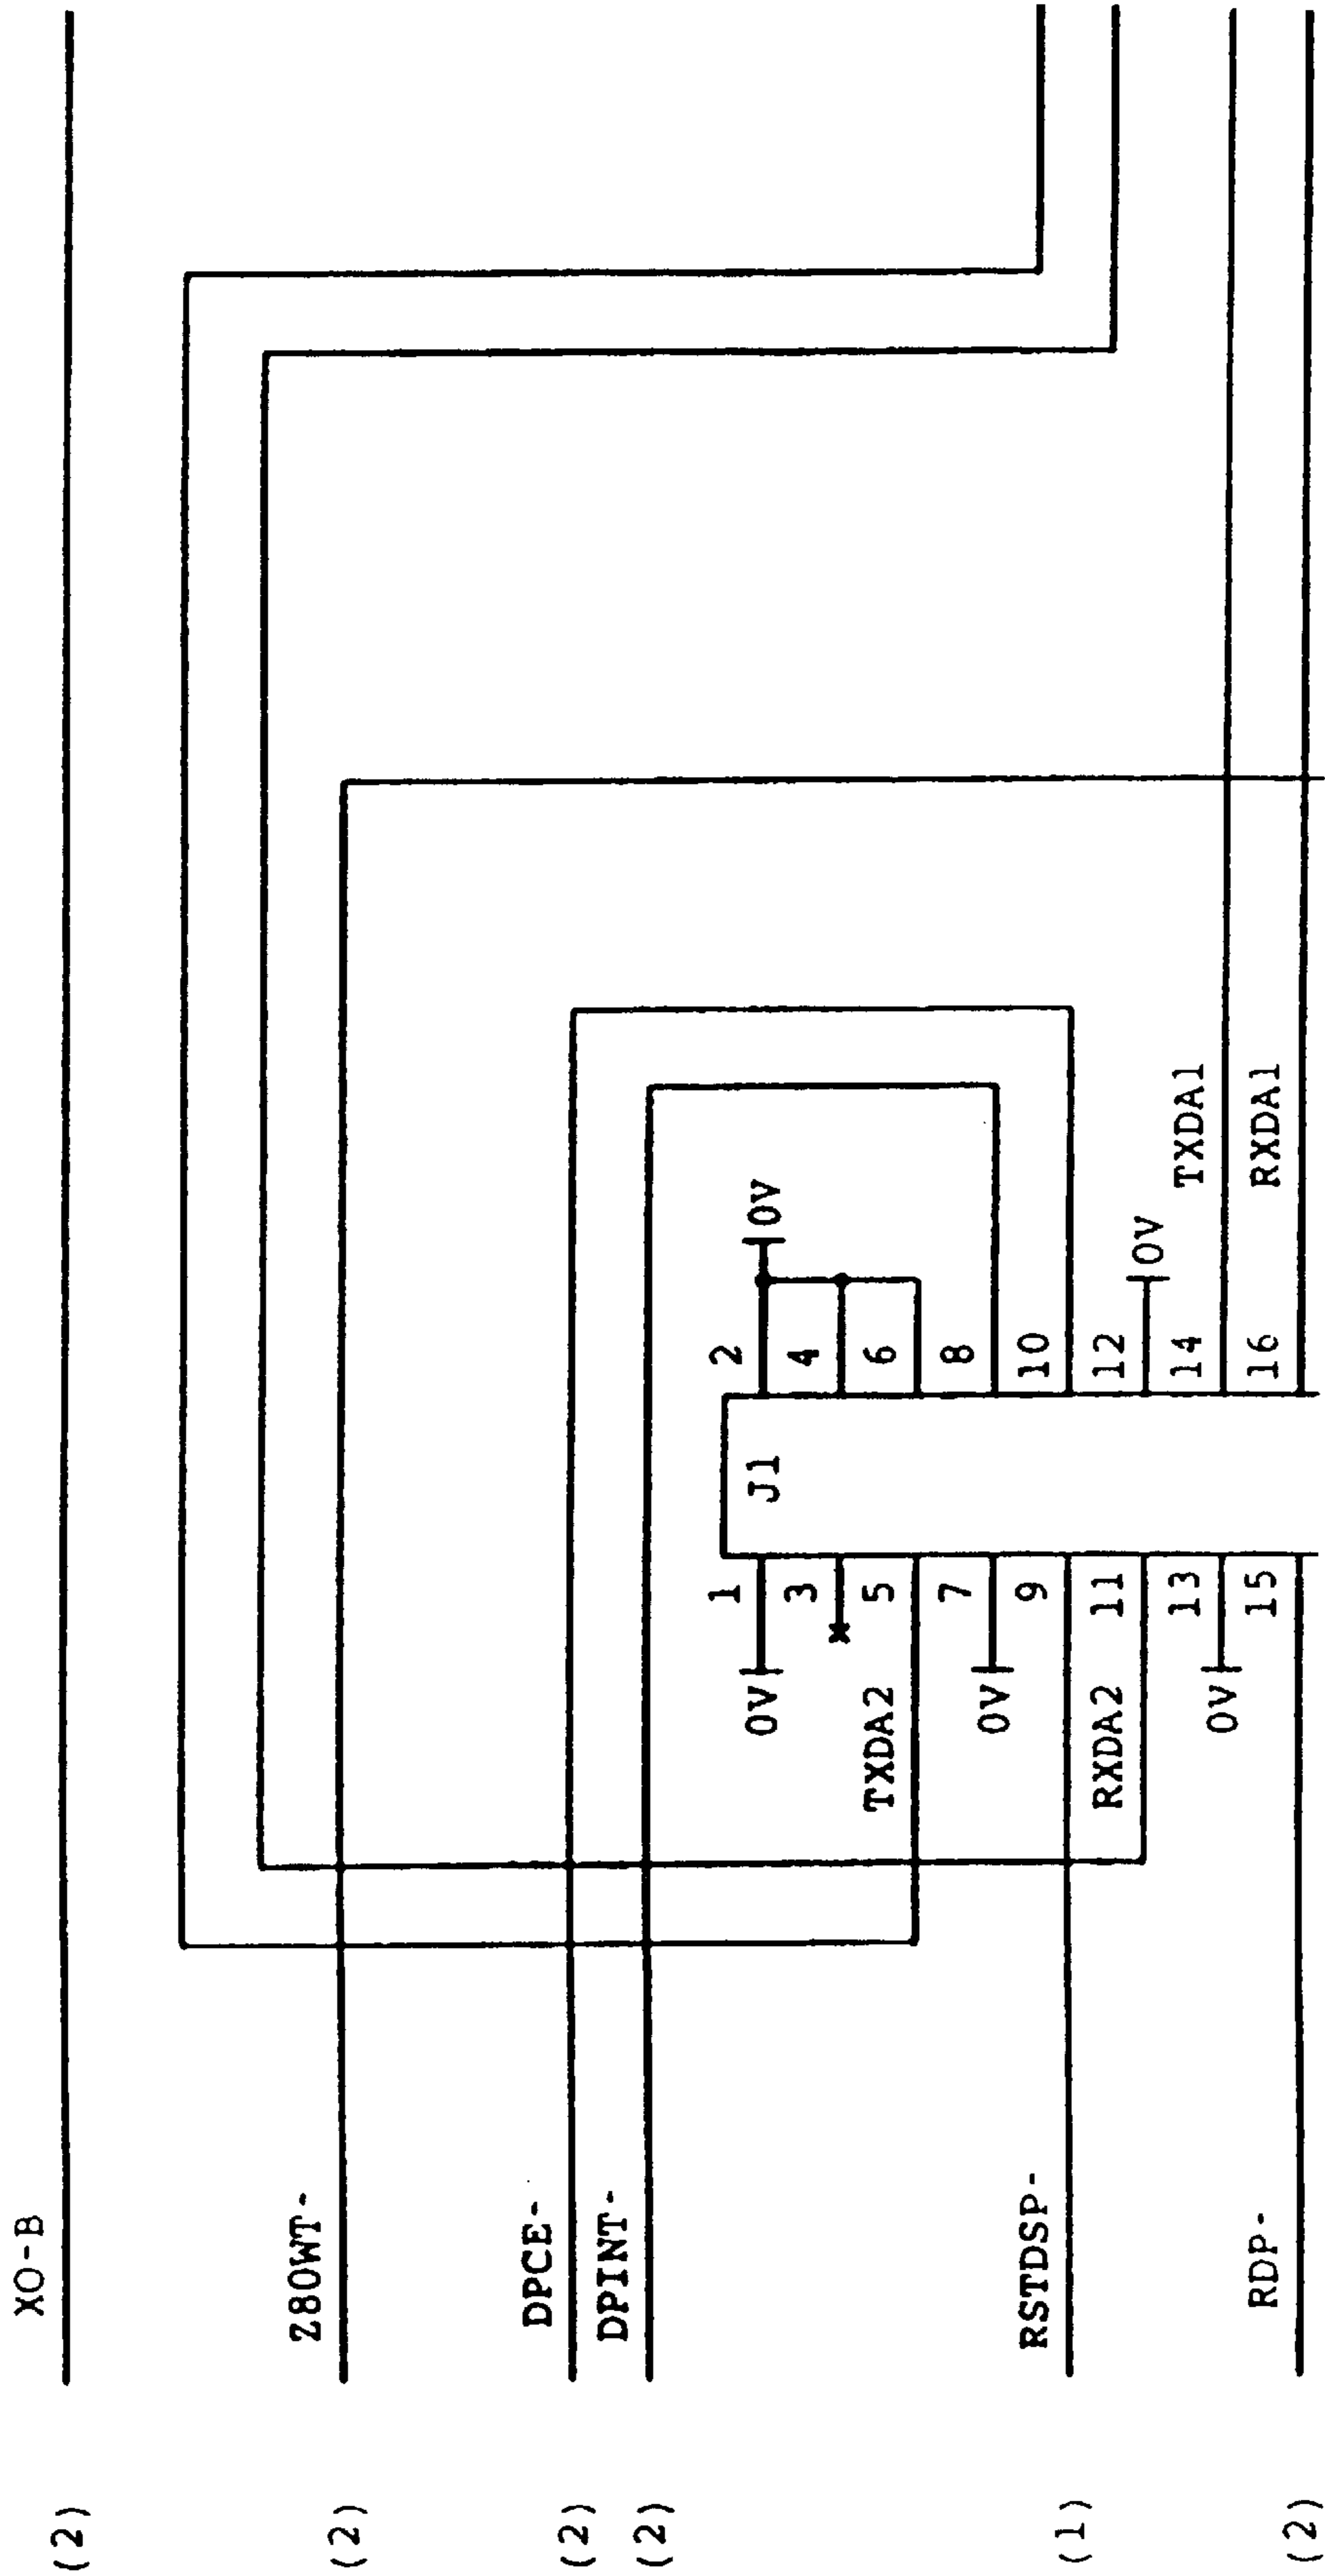 XO-B
(2)
Z80WT-
(2)
DPCE-
(2)
DPINT-
(2)
1 2
0V J1 0V
3 4
TXDA2 5 6
7 8
0V
RSTDSP- 9 10
(1)
RXDA2 11 12
0V
13 14 TXDA1
0V
RDP- 15 16 RXDA1
(2)